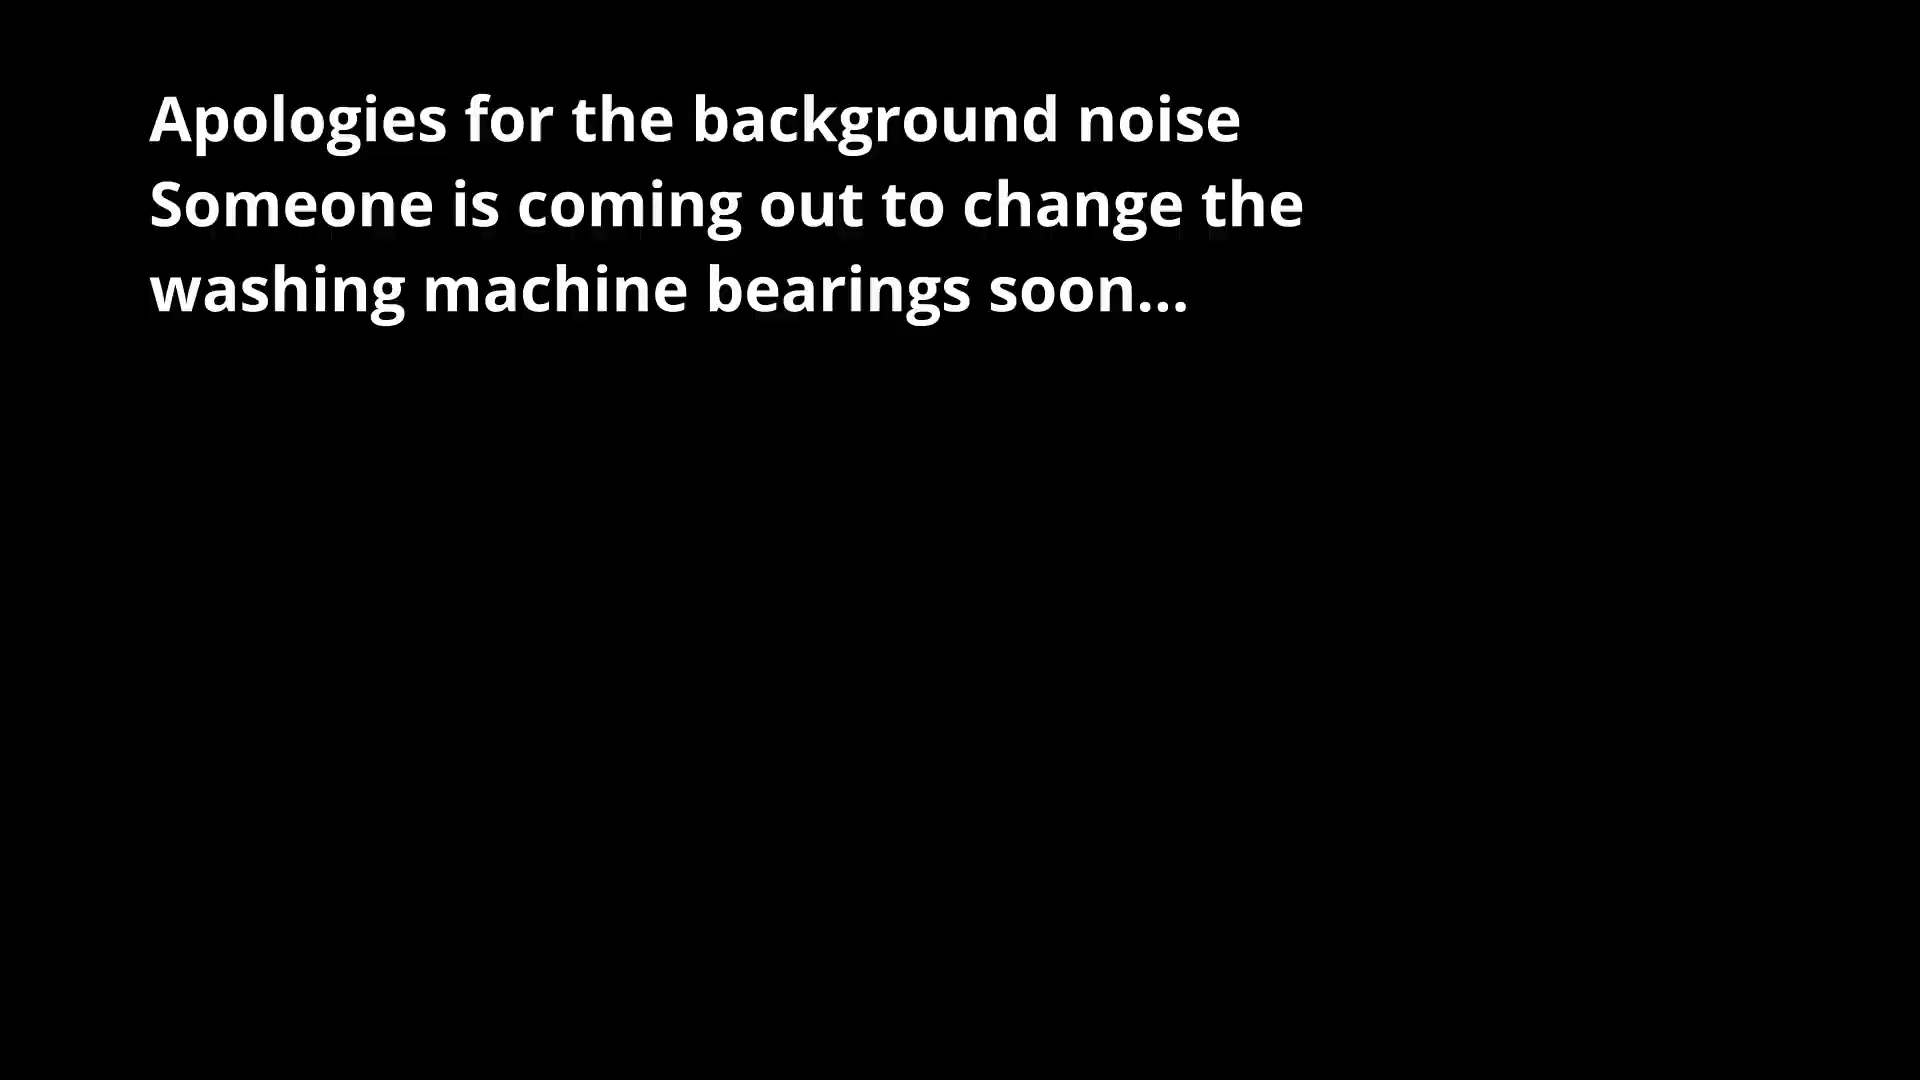 Apologies for the background noise
Someone is coming out to change the
washing machine bearings soon...